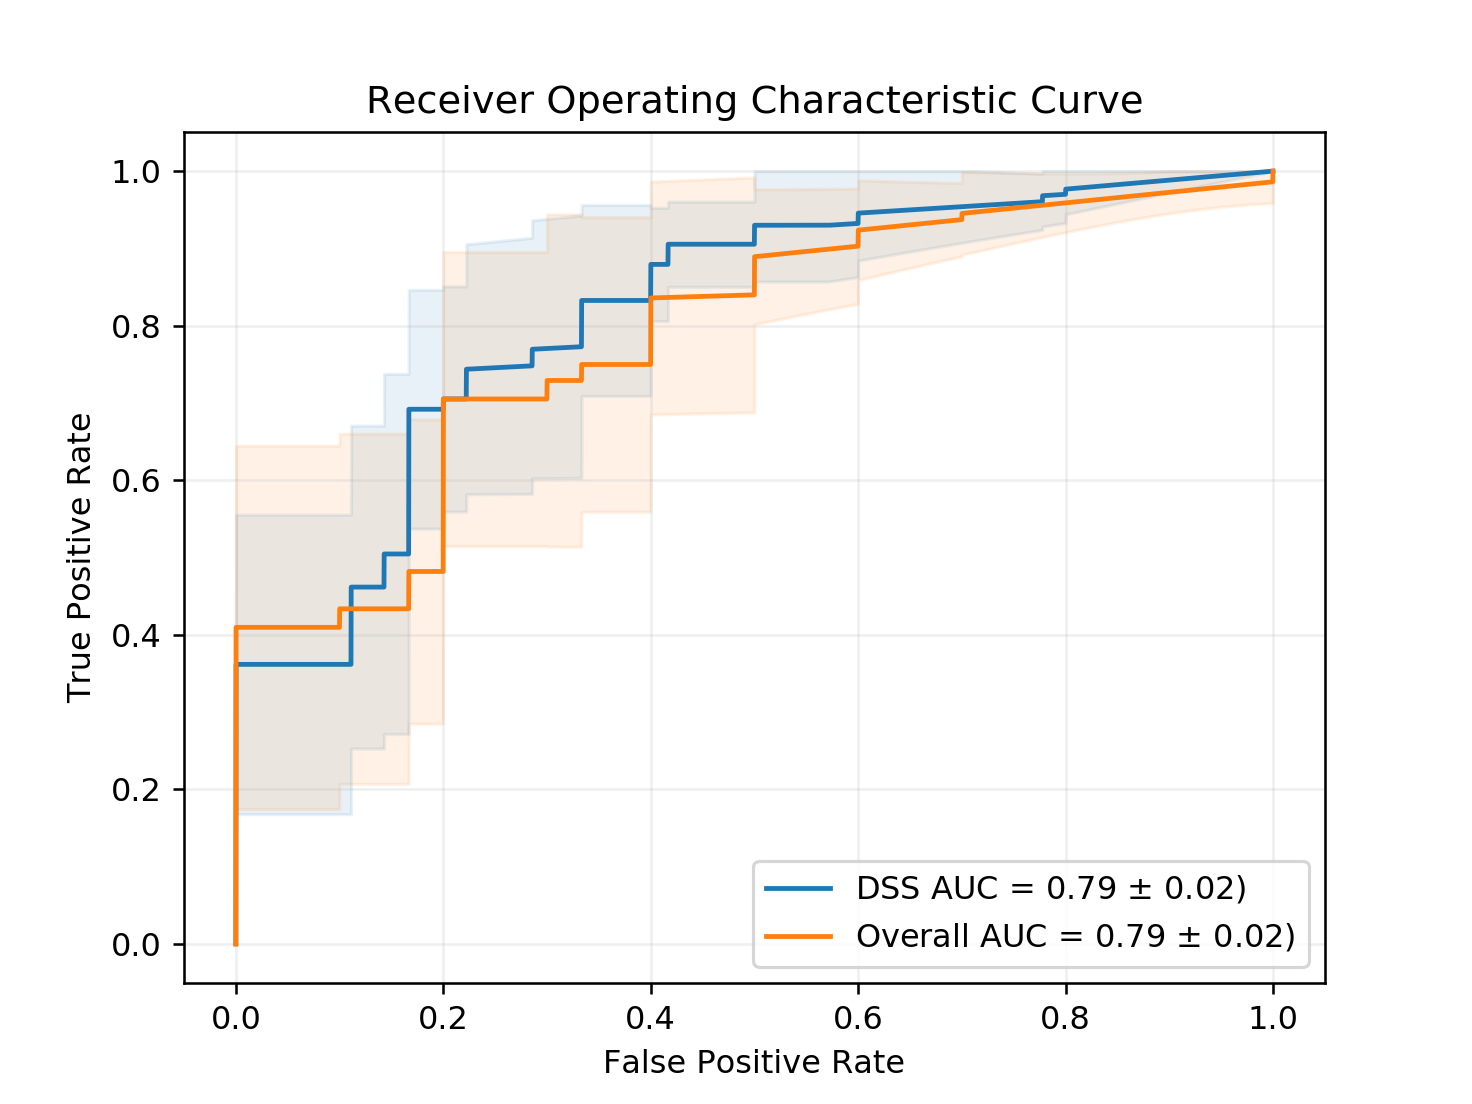 Receiver Operating Characteristic Curve
1.0
0.8
0.6
0.4
0.2
0.0
True Positive Rate
DSS AUC = 0.79 ± 0.02)
Overall AUC = 0.79 ± 0.02)
0.0 0.2 0.4 0.6 0.8 1.0
False Positive Rate